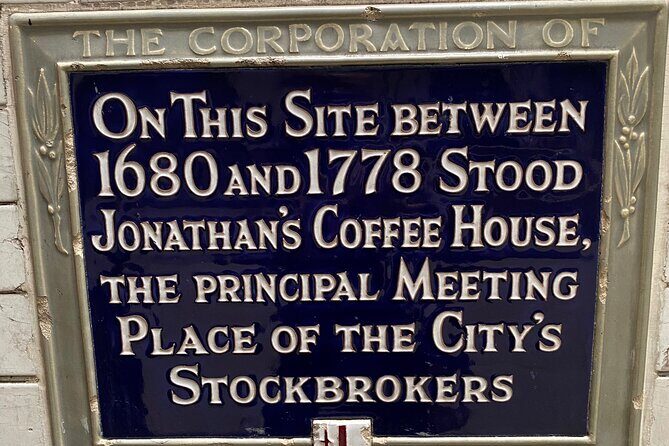 THE CORPORATION OF
ON THIS SITE BETWEEN
1680 AND 1778 STOOD
JONATHAN'S COFFEE HOUSE,
THE PRINCIPAL MEETING
PLACE OF THE CITY'S
STOCKBROKERS